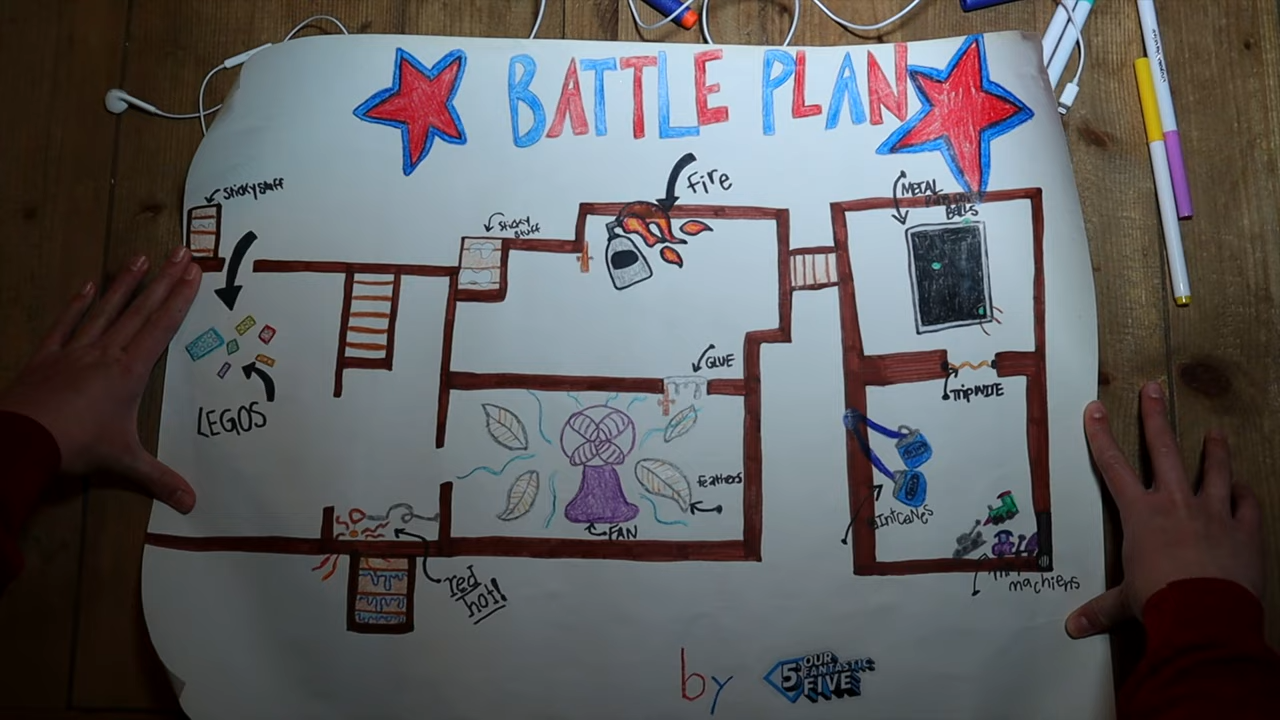 BATTLE PLAN
Sticky stuff
Sticky
stuff
fire
METAL
BALLS
GLUE
TRIPWIRE
LEGOS
feathers
FAN
red
hot!
machiens
by
5 OUR
FANTASTIC
FIVE